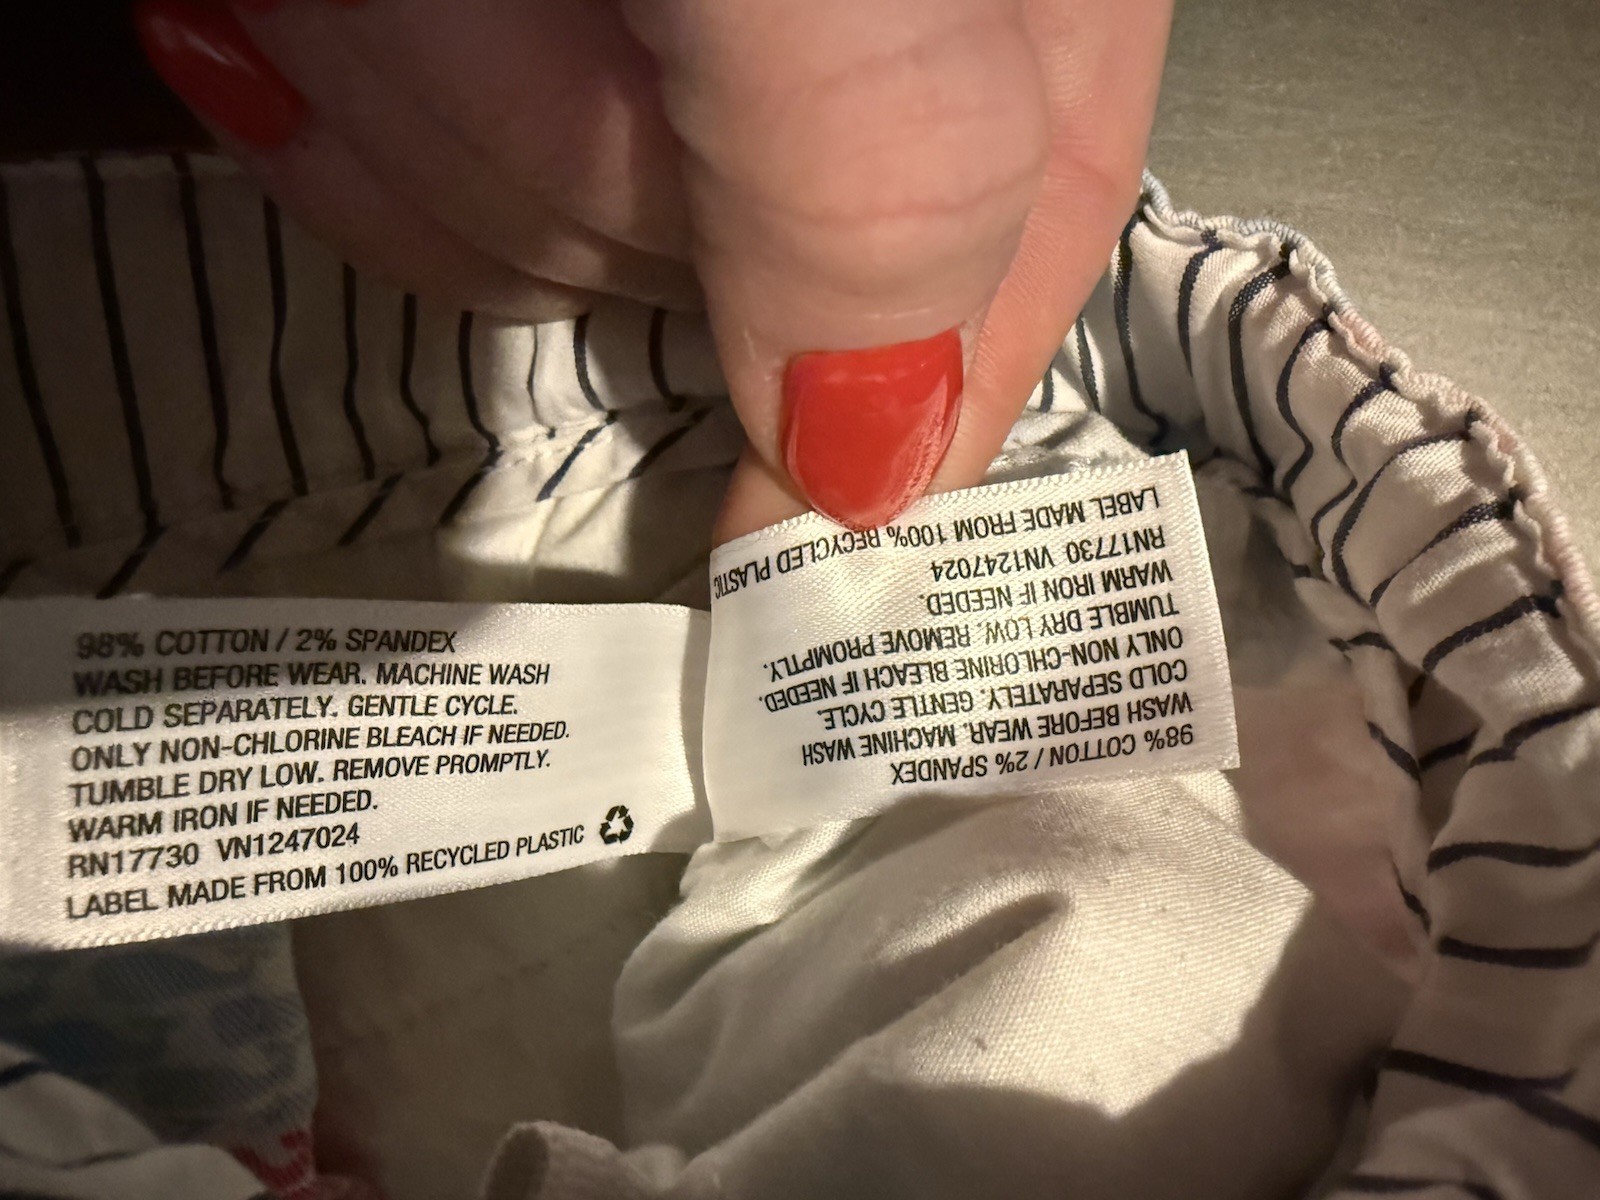 98% COTTON / 2% SPANDEX
WASH BEFORE WEAR. MACHINE WASH
COLD SEPARATELY. GENTLE CYCLE.
ONLY NON-CHLORINE BLEACH IF NEEDED.
TUMBLE DRY LOW. REMOVE PROMPTLY.
WARM IRON IF NEEDED.
RN17730 VN1247024
LABEL MADE FROM 100% RECYCLED PLASTIC
98% COTTON / 2% SPANDEX
WASH BEFORE WEAR. MACHINE WASH
COLD SEPARATELY. GENTLE CYCLE.
ONLY NON-CHLORINE BLEACH IF NEEDED.
TUMBLE DRY LOW. REMOVE PROMPTLY.
WARM IRON IF NEEDED.
RN17730 VN1247024
LABEL MADE FROM 100% RECYCLED PLASTIC